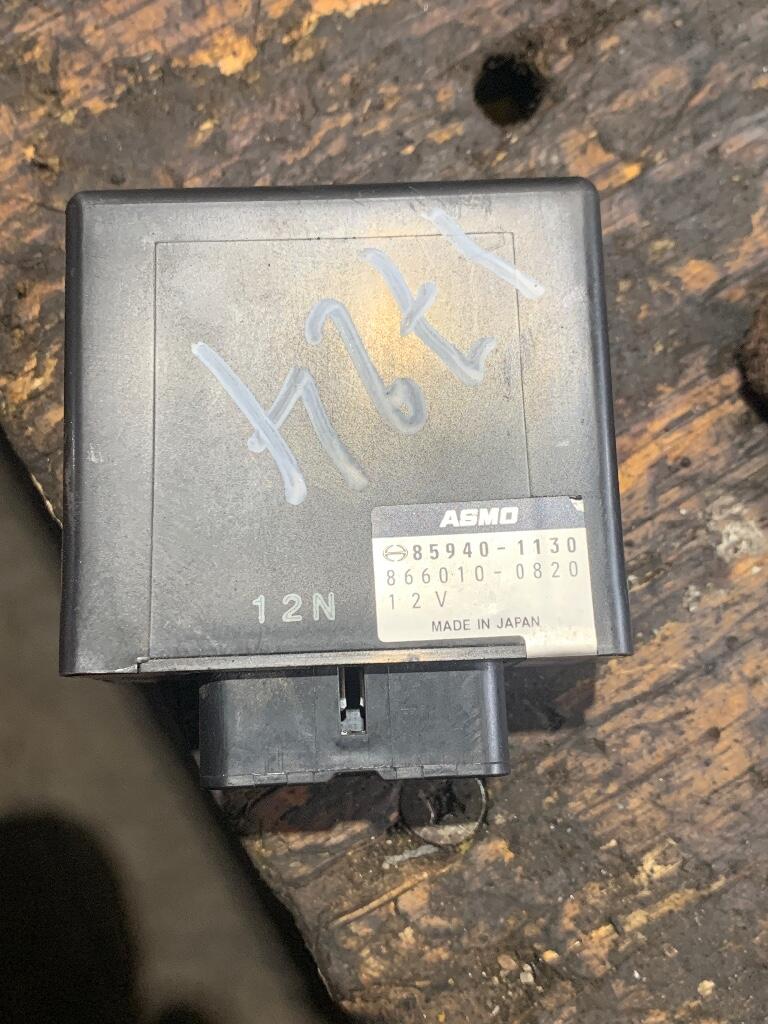 ASMO
85940-1130
866010-0820
12V
MADE IN JAPAN
12N